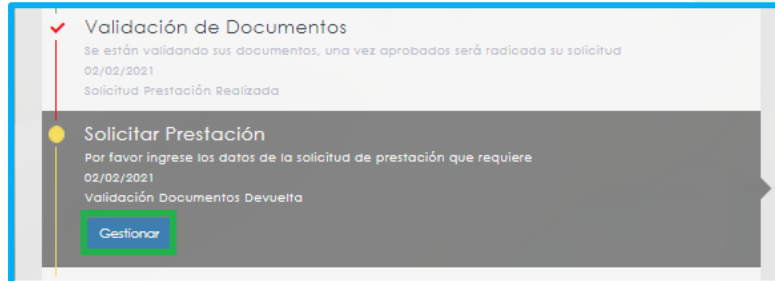 Validación de Documentos
Se están validando sus documentos, una vez aprobados será radicada su solicitud
02/02/2021
Solicitud Prestación Realizada
Solicitar Prestación
Por favor ingrese los datos de la solicitud de prestación que requiere
02/02/2021
Validación Documentos Devuelta
Gestionar